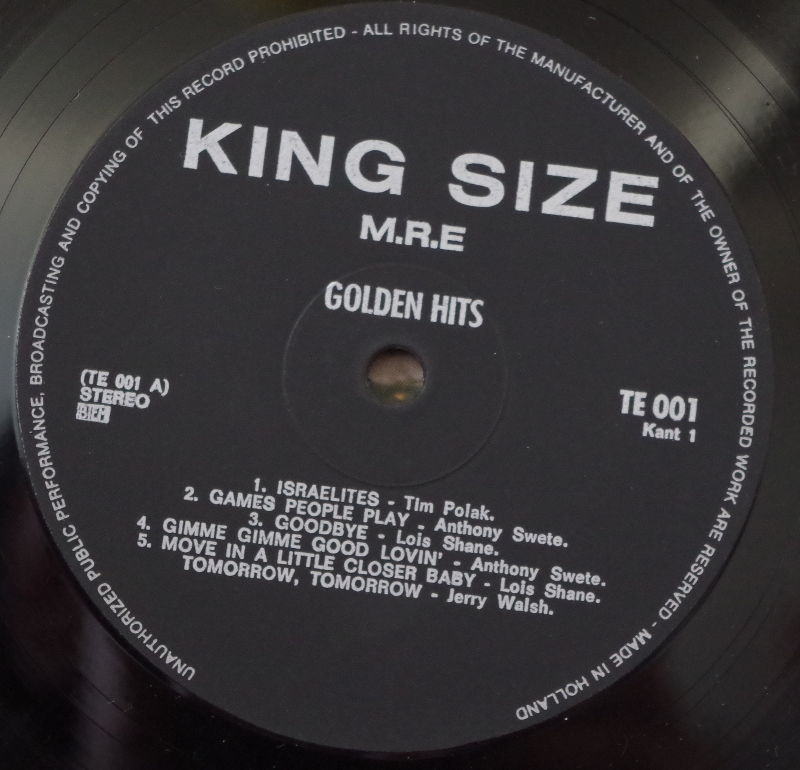 UNAUTHORIZED PUBLIC PERFORMANCE, BROADCASTING AND COPYING OF THIS RECORD PROHIBITED - ALL RIGHTS OF THE MANUFACTURER AND OF THE OWNER OF THE RECORDED WORK ARE RESERVED - MADE IN HOLLAND
KING SIZE
M.R.E
GOLDEN HITS
(TE 001 A)
STEREO
BIEM
TE 001
Kant 1
1. ISRAELITES - Tim Polak.
2. GAMES PEOPLE PLAY - Anthony Swete.
3. GOODBYE - Lois Shane.
4. GIMME GIMME GOOD LOVIN' - Anthony Swete.
5. MOVE IN A LITTLE CLOSER BABY - Lois Shane.
TOMORROW, TOMORROW - Jerry Walsh.